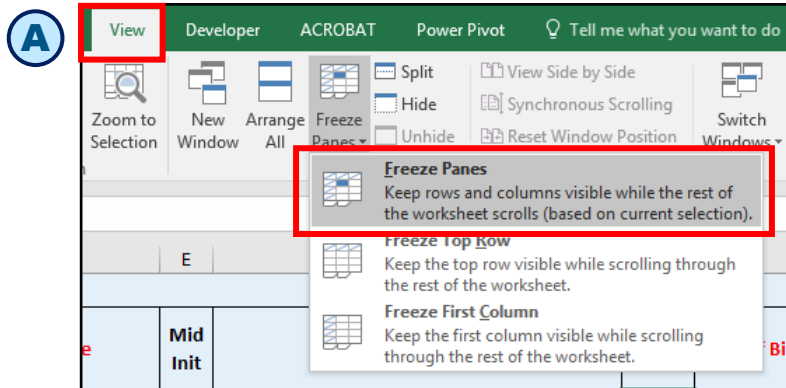 A
View Developer ACROBAT Power Pivot Tell me what you want to do
Zoom to Selection
New Window
Arrange All
Freeze Panes
Split
Hide
Unhide
View Side by Side
Synchronous Scrolling
Reset Window Position
Switch Windows
Freeze Panes
Keep rows and columns visible while the rest of
the worksheet scrolls (based on current selection).
Freeze Top Row
Keep the top row visible while scrolling through
the rest of the worksheet.
Freeze First Column
Keep the first column visible while scrolling
through the rest of the worksheet.
E
e
Mid
Init
Bi